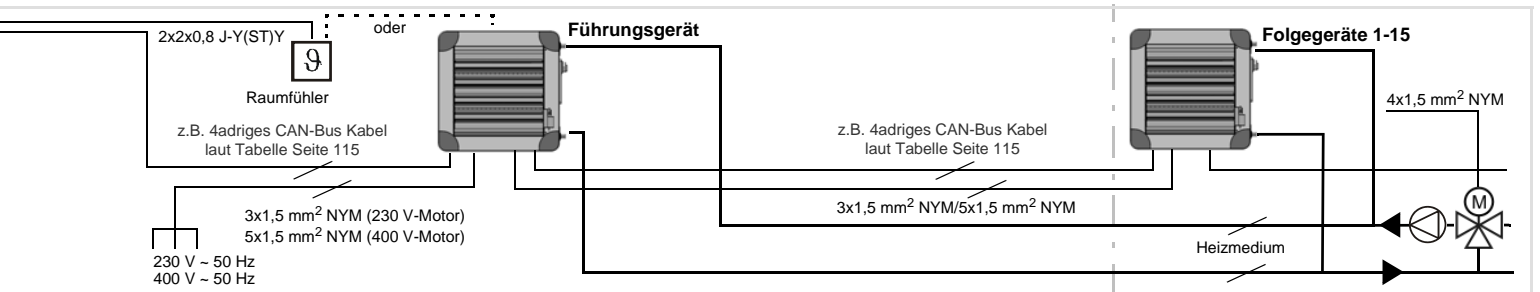 2x2x0,8 J-Y(ST)Y
oder
ϑ
Raumfühler
Führungsgerät
Folgegeräte 1-15
4x1,5 mm² NYM
z.B. 4adriges CAN-Bus Kabel
laut Tabelle Seite 115
z.B. 4adriges CAN-Bus Kabel
laut Tabelle Seite 115
3x1,5 mm² NYM (230 V-Motor)
5x1,5 mm² NYM (400 V-Motor)
3x1,5 mm² NYM/5x1,5 mm² NYM
M
Heizmedium
230 V ~ 50 Hz
400 V ~ 50 Hz